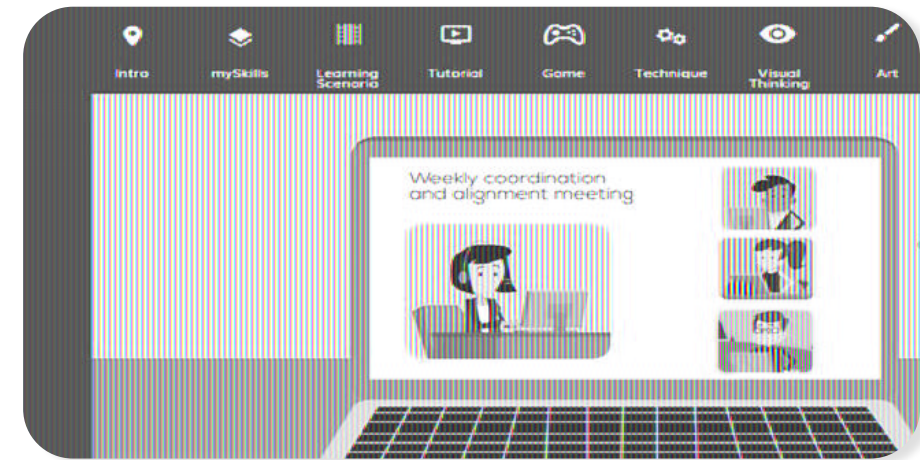 Intro
mySkills
Learning
Scenario
Tutorial
Game
Technique
Visual
Thinking
Art
Weekly coordination
and alignment meeting